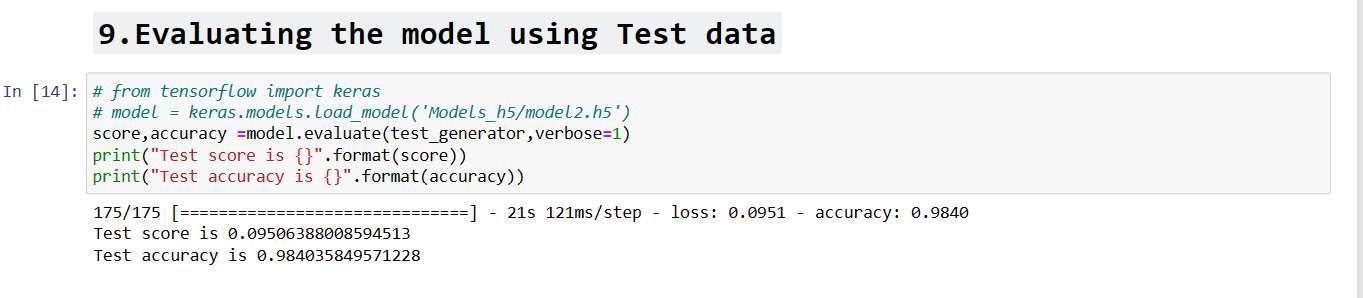 9.Evaluating the model using Test data
In [14]:
# from tensorflow import keras
# model = keras.models.load_model('Models_h5/model2.h5')
score,accuracy =model.evaluate(test_generator,verbose=1)
print("Test score is {}".format(score))
print("Test accuracy is {}".format(accuracy))
175/175 [==============================] - 21s 121ms/step - loss: 0.0951 - accuracy: 0.9840
Test score is 0.09506388008594513
Test accuracy is 0.984035849571228